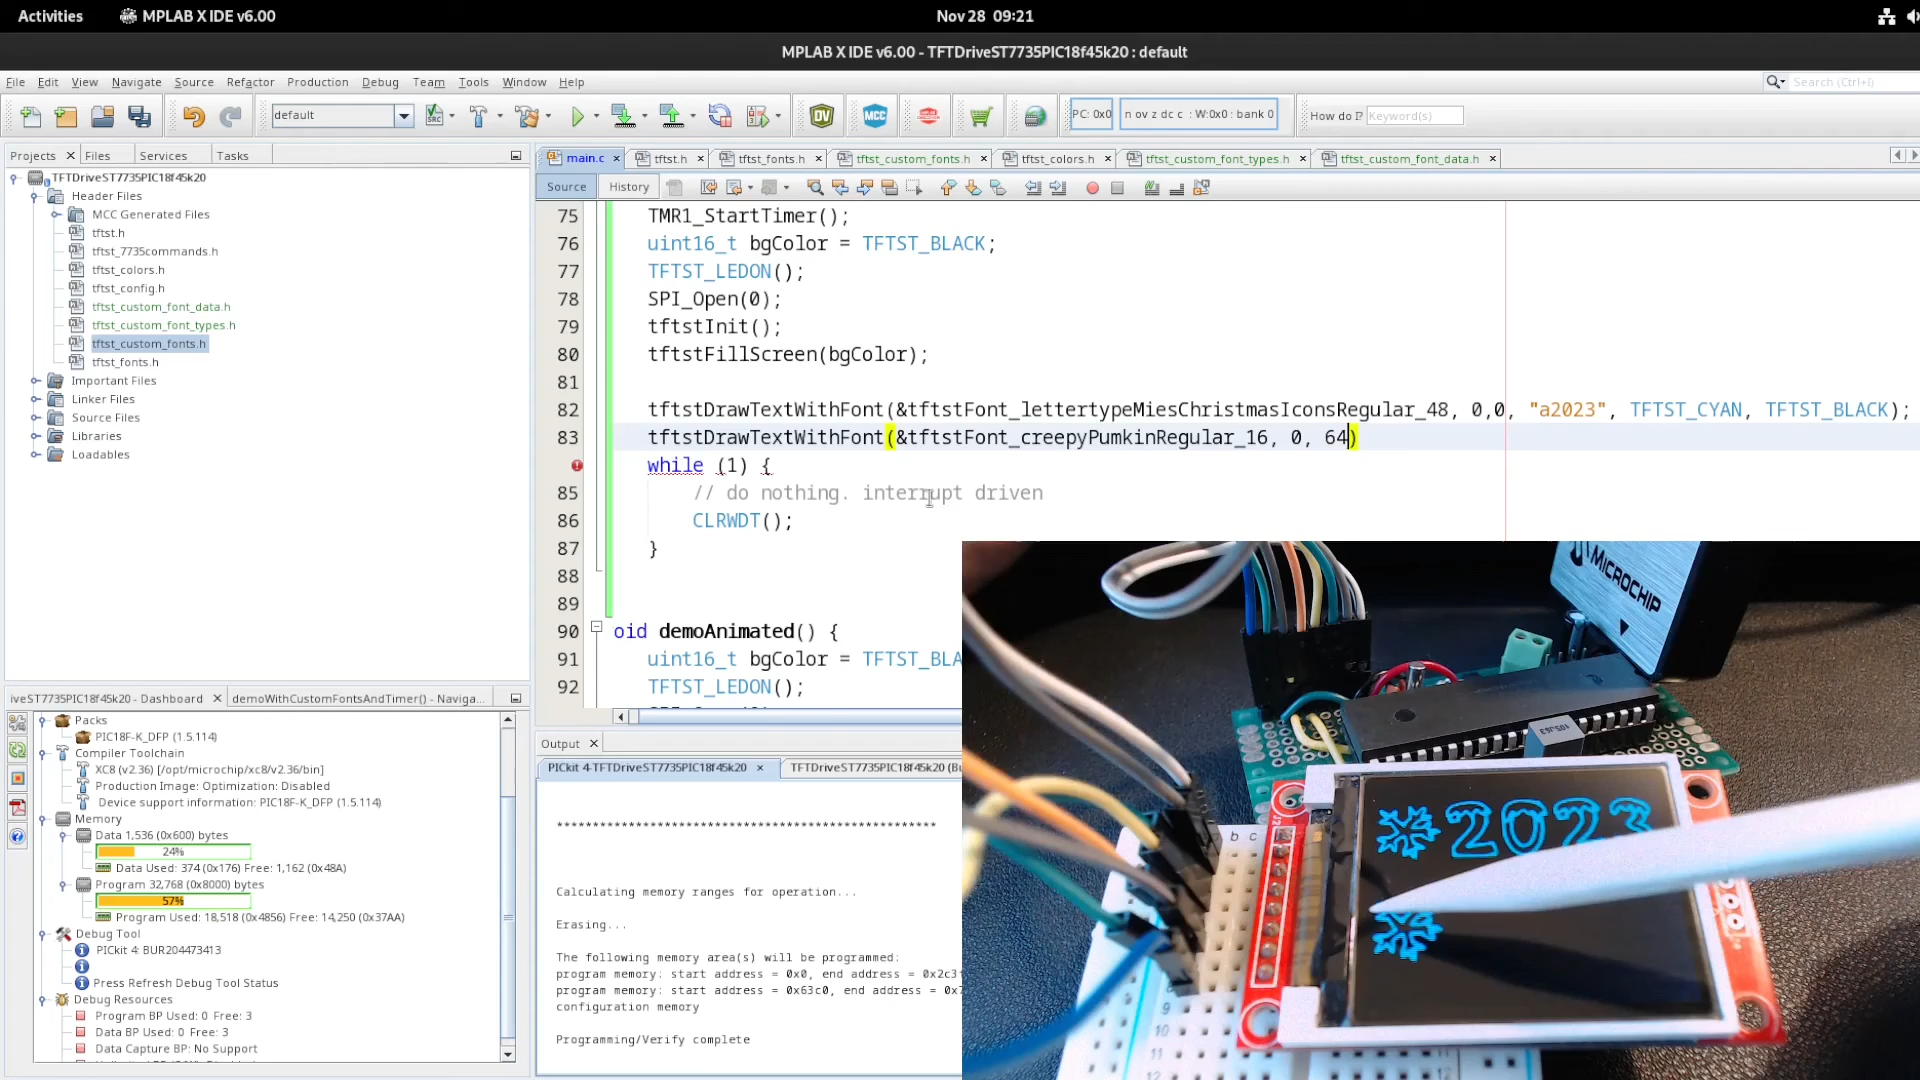 Activities
MPLAB X IDE v6.00
Nov 28 09:21
MPLAB X IDE v6.00 - TFTDriveST7735PIC18f45k20 : default
File Edit View Navigate Source Refactor Production Debug Team Tools Window Help
Search (Ctrl+I)
default
PC: 0x0
n ov z dc c : W:0x0 : bank 0
How do I?
Keyword(s)
Projects
Files
Services
Tasks
TFTDriveST7735PIC18f45k20
Header Files
MCC Generated Files
tftst.h
tftst_7735commands.h
tftst_colors.h
tftst_config.h
tftst_custom_font_data.h
tftst_custom_font_types.h
tftst_custom_fonts.h
tftst_fonts.h
Important Files
Linker Files
Source Files
Libraries
Loadables
main.c
tftst.h
tftst_fonts.h
tftst_custom_fonts.h
tftst_colors.h
tftst_custom_font_types.h
tftst_custom_font_data.h
Source
History
75 TMR1_StartTimer();
76 uint16_t bgColor = TFTST_BLACK;
77 TFTST_LEDON();
78 SPI_Open(0);
79 tftstInit();
80 tftstFillScreen(bgColor);
81
82 tftstDrawTextWithFont(&tftstFont_lettertypeMiesChristmasIconsRegular_48, 0,0, "a2023", TFTST_CYAN, TFTST_BLACK);
83 tftstDrawTextWithFont(&tftstFont_creepyPumkinRegular_16, 0, 64)
while (1) {
85 // do nothing. interrupt driven
86 CLRWDT();
87 }
88
89
90 oid demoAnimated() {
91 uint16_t bgColor = TFTST_BLA
92 TFTST_LEDON();
iveST7735PIC18f45k20 - Dashboard
demoWithCustomFontsAndTimer() - Naviga...
Packs
PIC18F-K_DFP (1.5.114)
Compiler Toolchain
XC8 (v2.36) [/opt/microchip/xc8/v2.36/bin]
Production Image: Optimization: Disabled
Device support information: PIC18F-K_DFP (1.5.114)
Memory
Data 1,536 (0x600) bytes
24%
Data Used: 374 (0x176) Free: 1,162 (0x48A)
Program 32,768 (0x8000) bytes
57%
Program Used: 18,518 (0x4856) Free: 14,250 (0x37AA)
Debug Tool
PICkit 4: BUR204473413
Press Refresh Debug Tool Status
Debug Resources
Program BP Used: 0 Free: 3
Data BP Used: 0 Free: 3
Data Capture BP: No Support
Output
PICkit 4-TFTDriveST7735PIC18f45k20
TFTDriveST7735PIC18f45k20 (Bu
**************************************************
Calculating memory ranges for operation...
Erasing...
The following memory area(s) will be programmed:
program memory: start address = 0x0, end address = 0x2c3f
program memory: start address = 0x63c0, end address = 0x7
configuration memory
Programming/Verify complete
MICROCHIP
2023